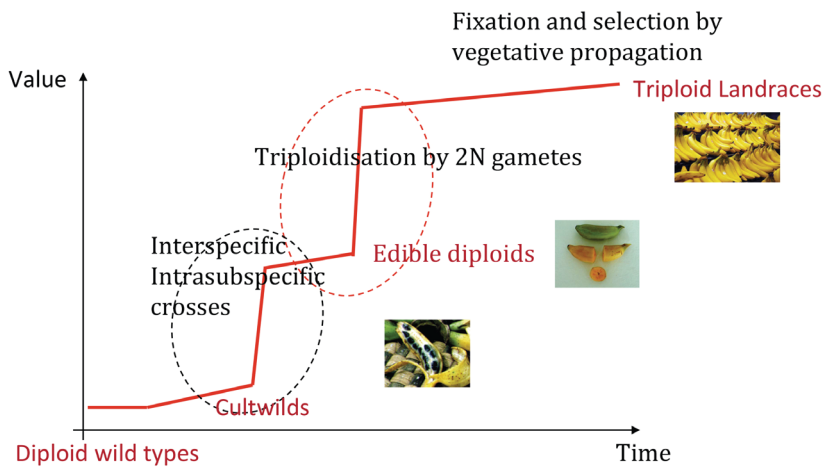 Fixation and selection by
vegetative propagation
Value
Triploid Landraces
Triploidisation by 2N gametes
Interspecific
Intrasubspecific
crosses
Edible diploids
Cultwilds
Diploid wild types
Time